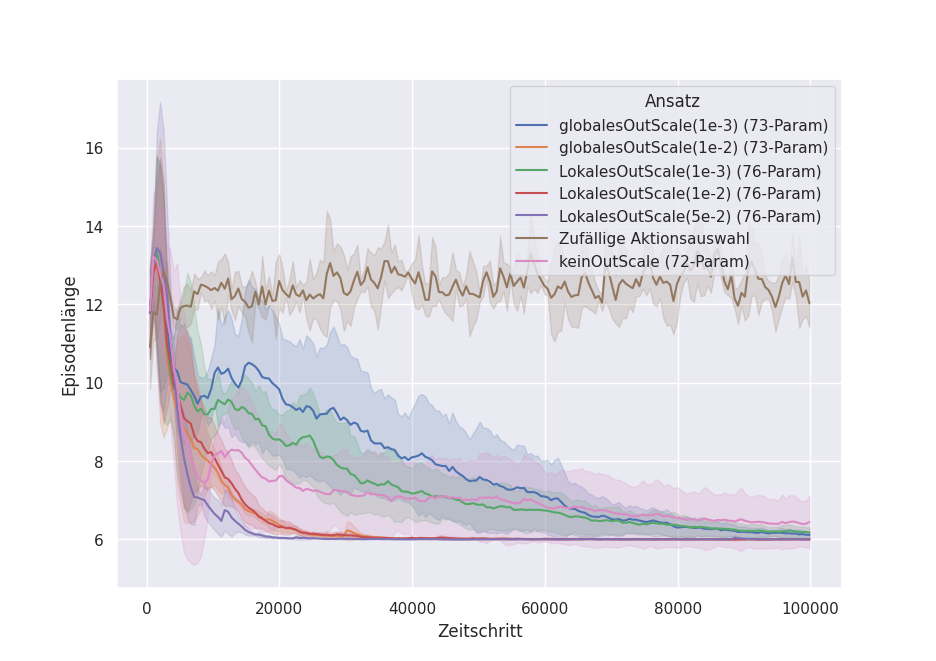 Ansatz
globalesOutScale(1e-3) (73-Param)
globalesOutScale(1e-2) (73-Param)
LokalesOutScale(1e-3) (76-Param)
LokalesOutScale(1e-2) (76-Param)
LokalesOutScale(5e-2) (76-Param)
Zufällige Aktionsauswahl
keinOutScale (72-Param)
16
14
12
10
8
6
Episodenlänge
0 20000 40000 60000 80000 100000
Zeitschritt